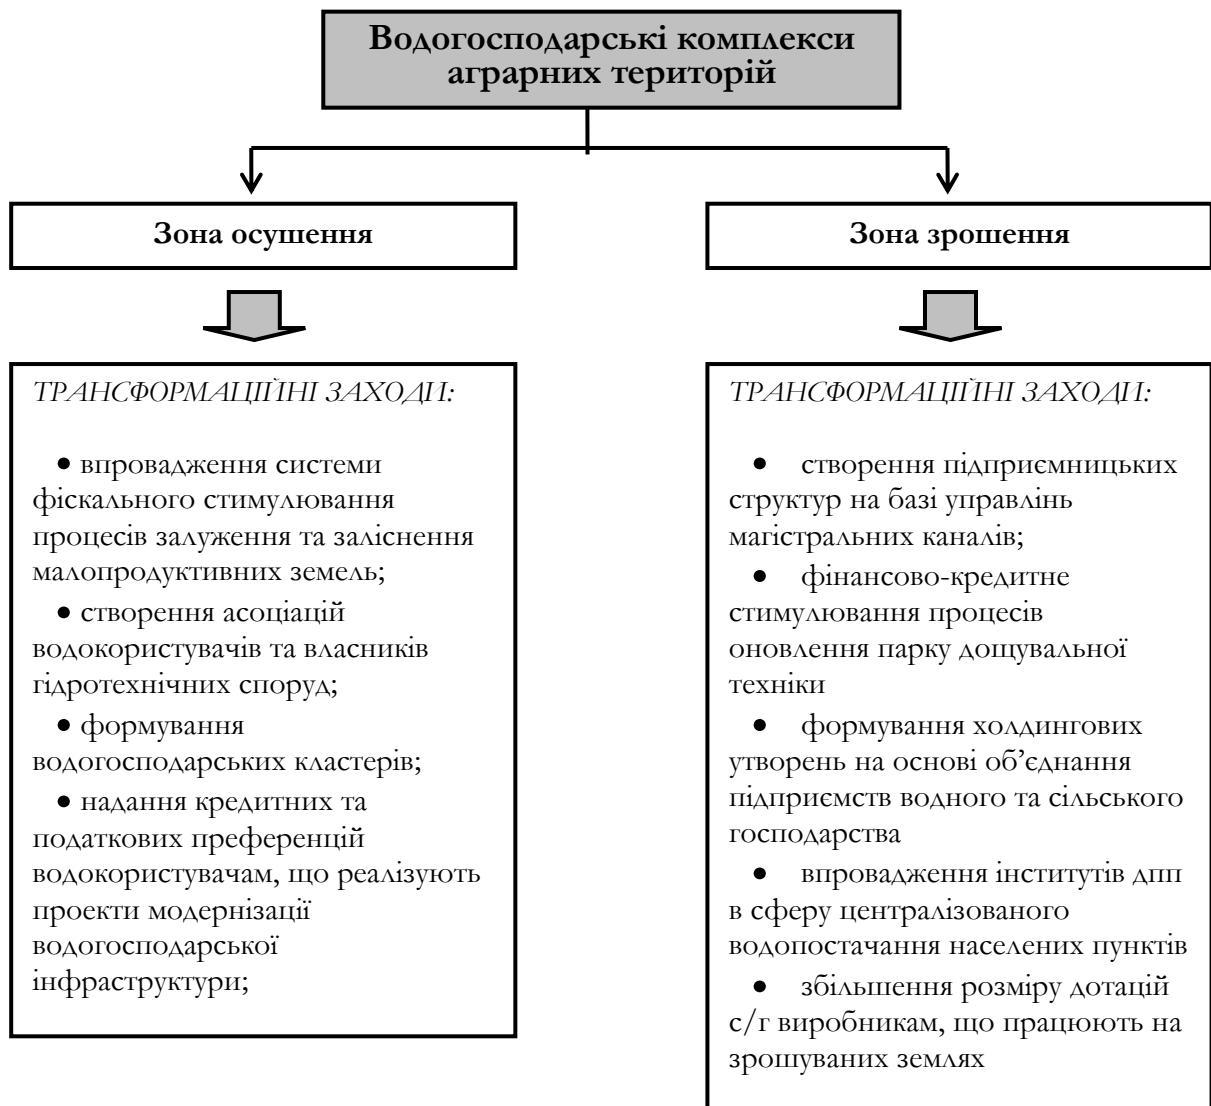 Водогосподарські комплекси
аграрних територій
Зона осушення
ТРАНСФОРМАЦІЙНІ ЗАХОДИ:
• впровадження системи
фіскального стимулювання
процесів залуження та заліснення
малопродуктивних земель;
• створення асоціацій
водокористувачів та власників
гідротехнічних споруд;
• формування
водогосподарських кластерів;
• надання кредитних та
податкових преференцій
водокористувачам, що реалізують
проекти модернізації
водогосподарської
інфраструктури;
Зона зрошення
ТРАНСФОРМАЦІЙНІ ЗАХОДИ:
• створення підприємницьких
структур на базі управлінь
магістральних каналів;
• фінансово-кредитне
стимулювання процесів
оновлення парку дощувальної
техніки
• формування холдингових
утворень на основі об’єднання
підприємств водного та сільського
господарства
• впровадження інститутів дпп
в сферу централізованого
водопостачання населених пунктів
• збільшення розміру дотацій
с/г виробникам, що працюють на
зрошуваних землях